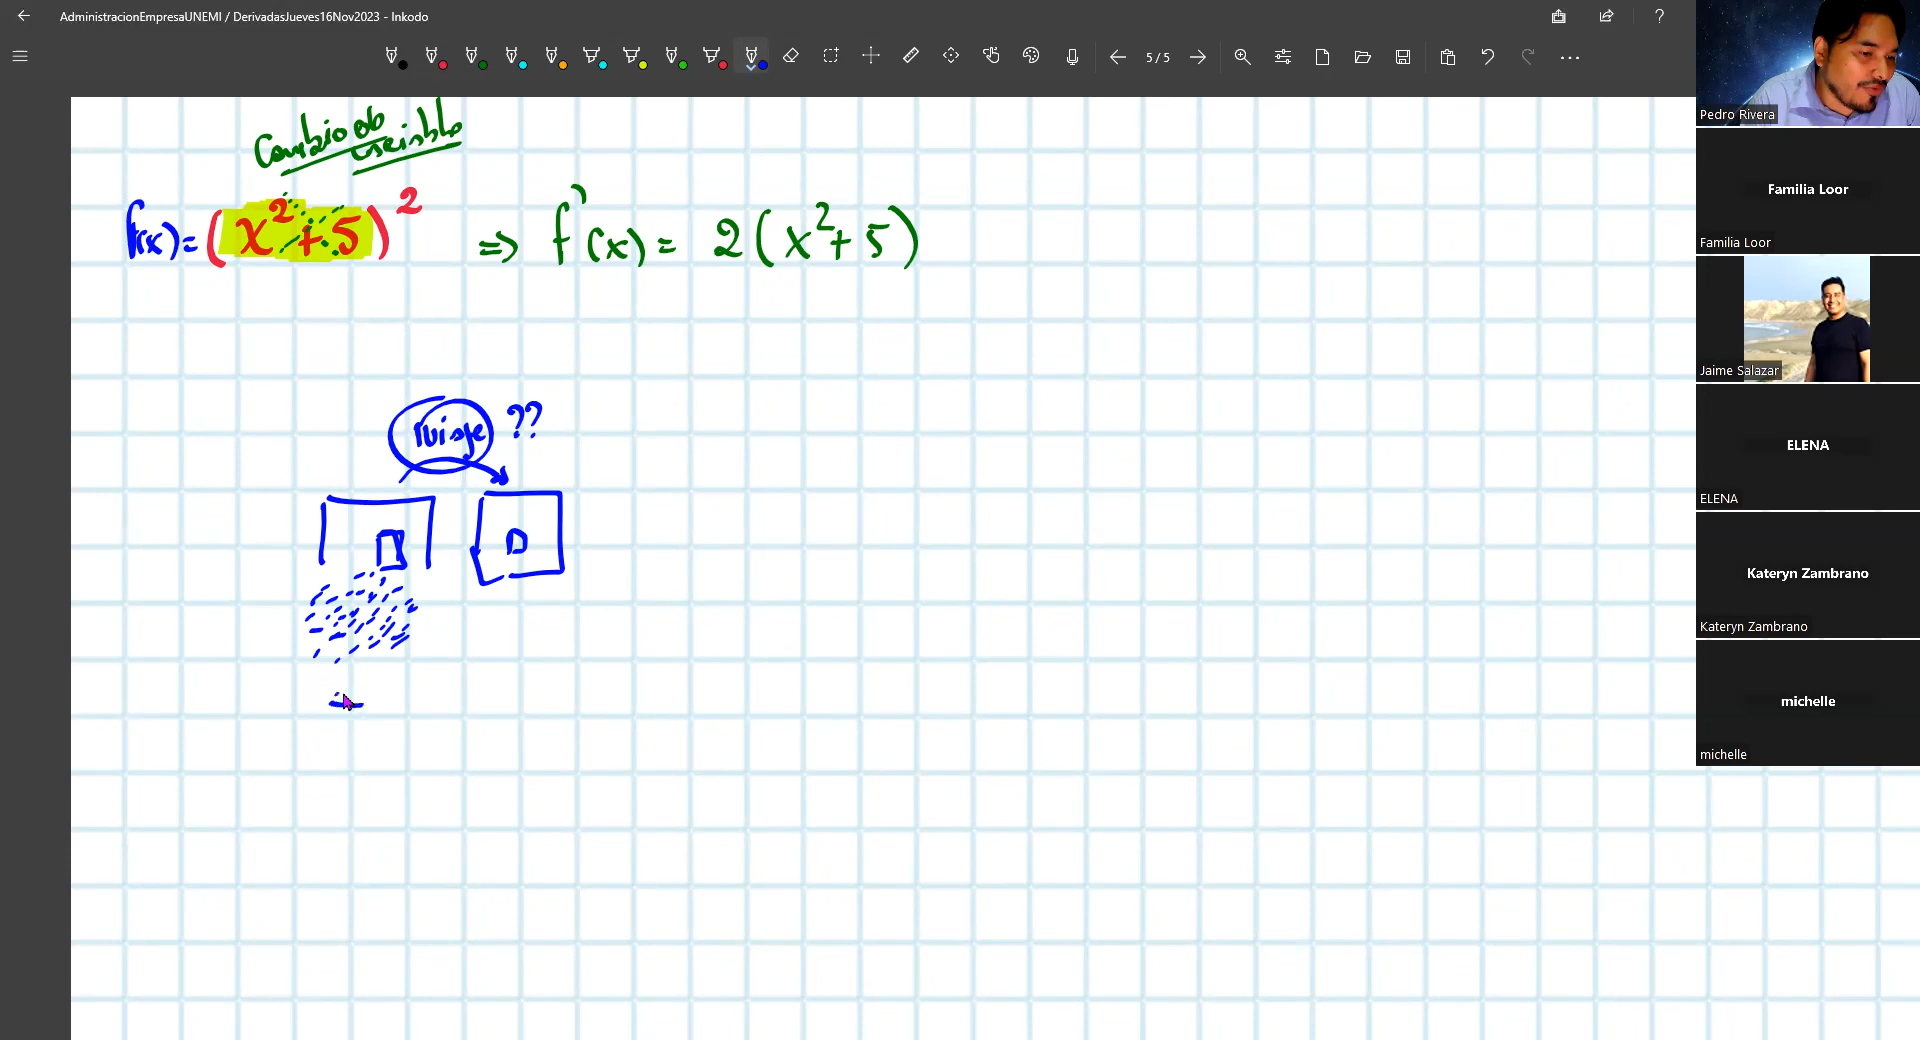 AdministracionEmpresaUNEMI / DerivadasJueves16Nov2023 - Inkodo
5/5
Cambio de
variable
f(x) = (x² + 5)² ⇒ f'(x) = 2(x² + 5)
??
Pedro Rivera
Familia Loor
Familia Loor
Jaime Salazar
ELENA
ELENA
Kateryn Zambrano
Kateryn Zambrano
michelle
michelle